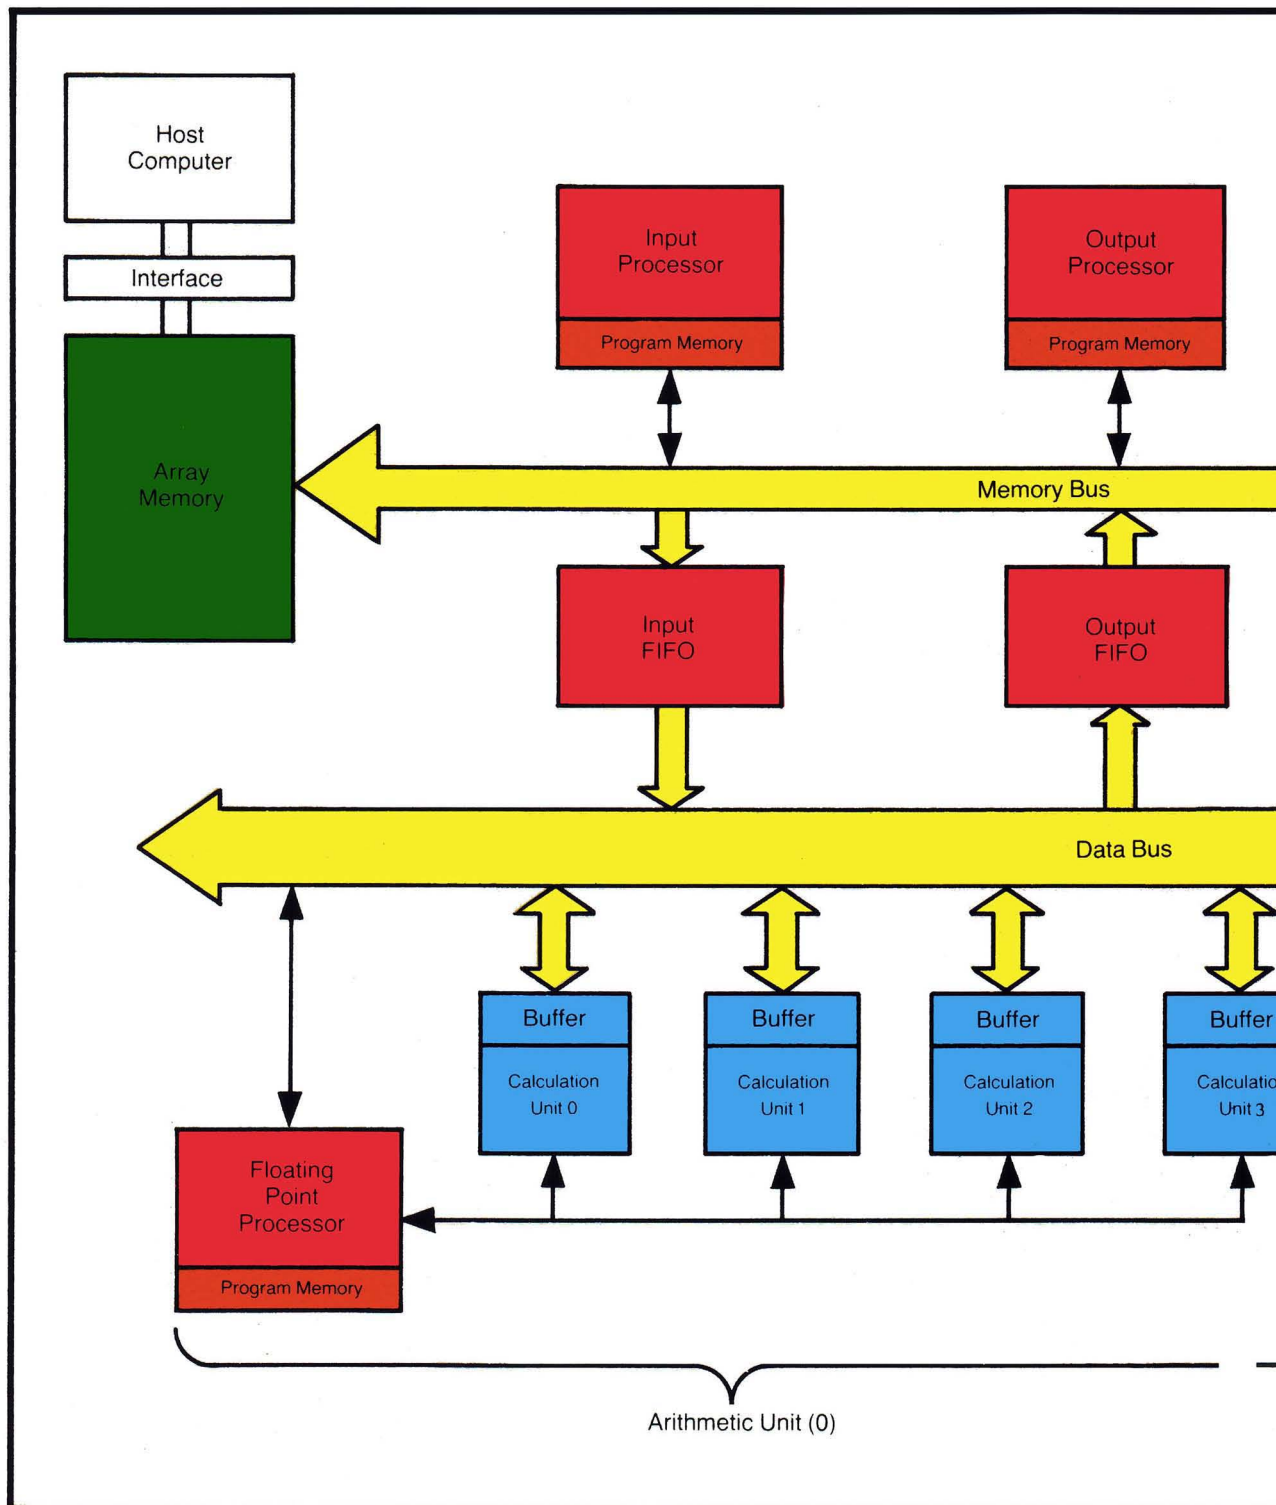 Host
Computer
Interface
Array
Memory
Input
Processor
Program Memory
Output
Processor
Program Memory
Memory Bus
Input
FIFO
Output
FIFO
Data Bus
Buffer
Calculation
Unit 0
Buffer
Calculation
Unit 1
Buffer
Calculation
Unit 2
Buffer
Calculatio
Unit 3
Floating
Point
Processor
Program Memory
Arithmetic Unit (0)